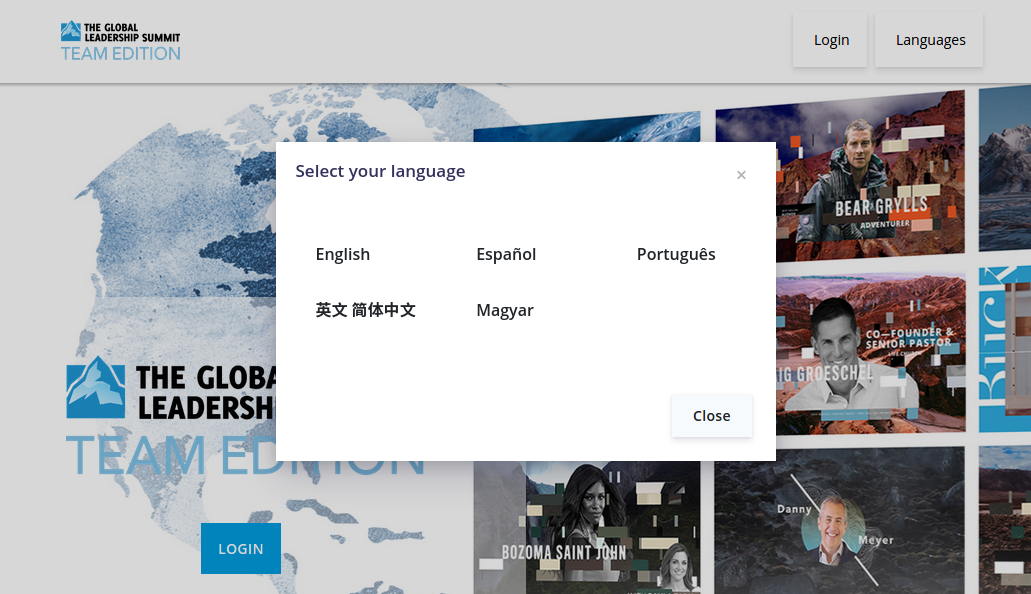 THE GLOBAL
LEADERSHIP SUMMIT
TEAM EDITION
Login
Languages
Select your language
×
English
Español
Português
英文 简体中文
Magyar
Close
THE GLOBA
LEADERSH
TEAM EDITION
LOGIN
BEAR GRYLLS
ADVENTURER
CO–FOUNDER &
SENIOR PASTOR
LIFE.CHURCH
IG GROESCHEL
BOZOMA SAINT JOHN
Danny
Meyer